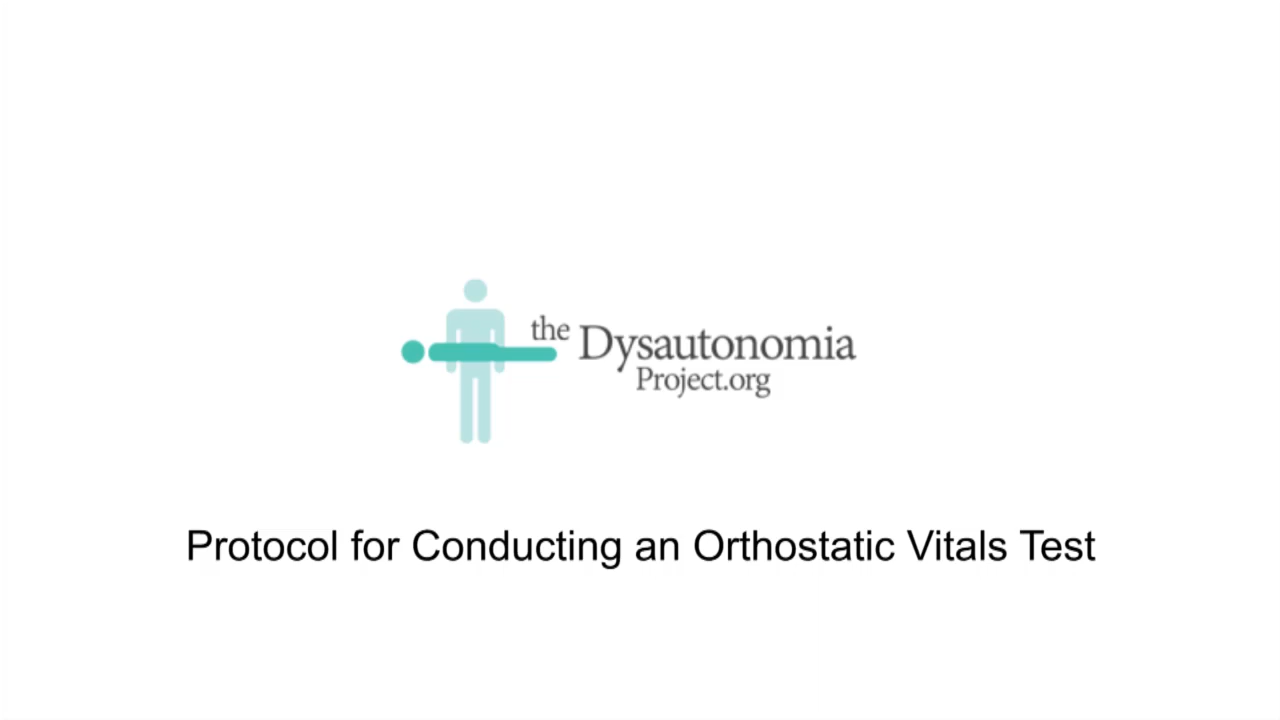 the Dysautonomia
Project.org
Protocol for Conducting an Orthostatic Vitals Test